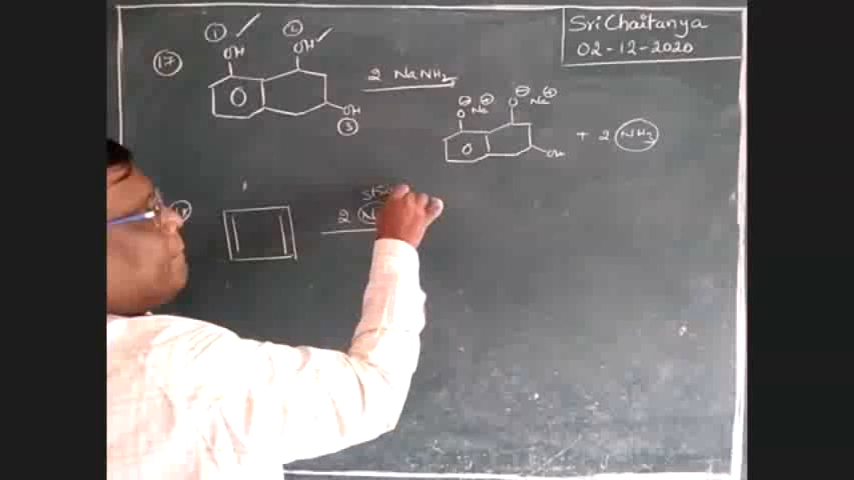 Sri Chaitanya
02-12-2020
17
1 2
OH OH
2 NaNH2
O
OH
3
O⊖ Na⊕ O⊖ Na⊕
O OH + 2 NH3
2